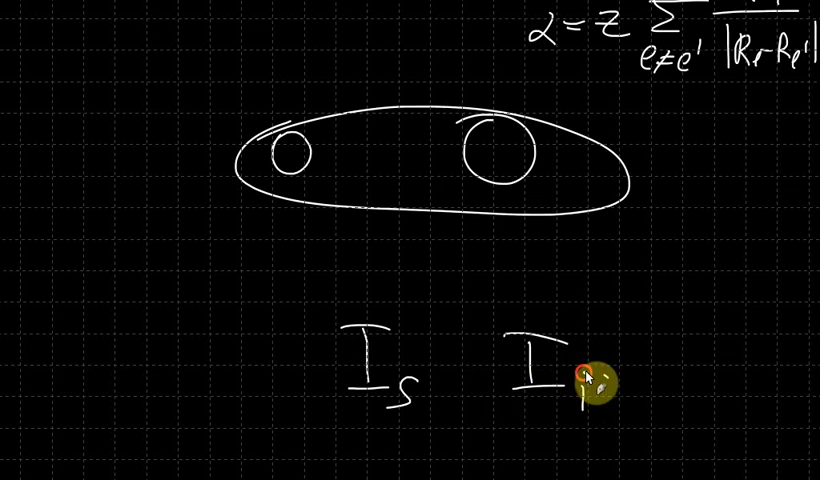 α = Z Σ
e≠e' |Re-Re'|
I_S I